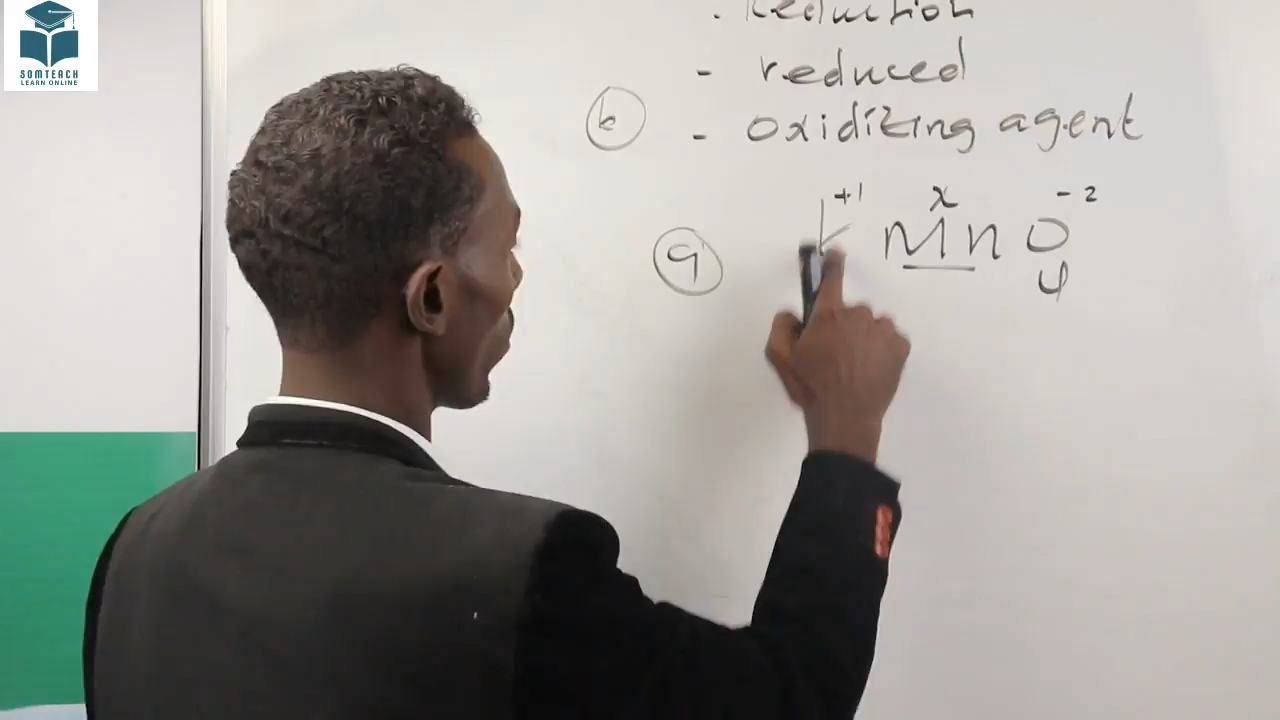 SOMTEACH
LEARN ONLINE
. Reduction
- reduced
b - Oxidizing agent
+1 x -2
9 K Mn O
4